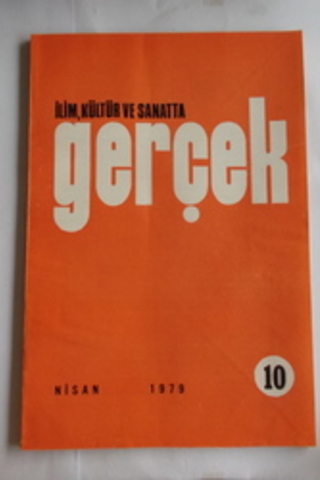 İLİM, KÜLTÜR VE SANATTA
gerçek
NİSAN 1979
10